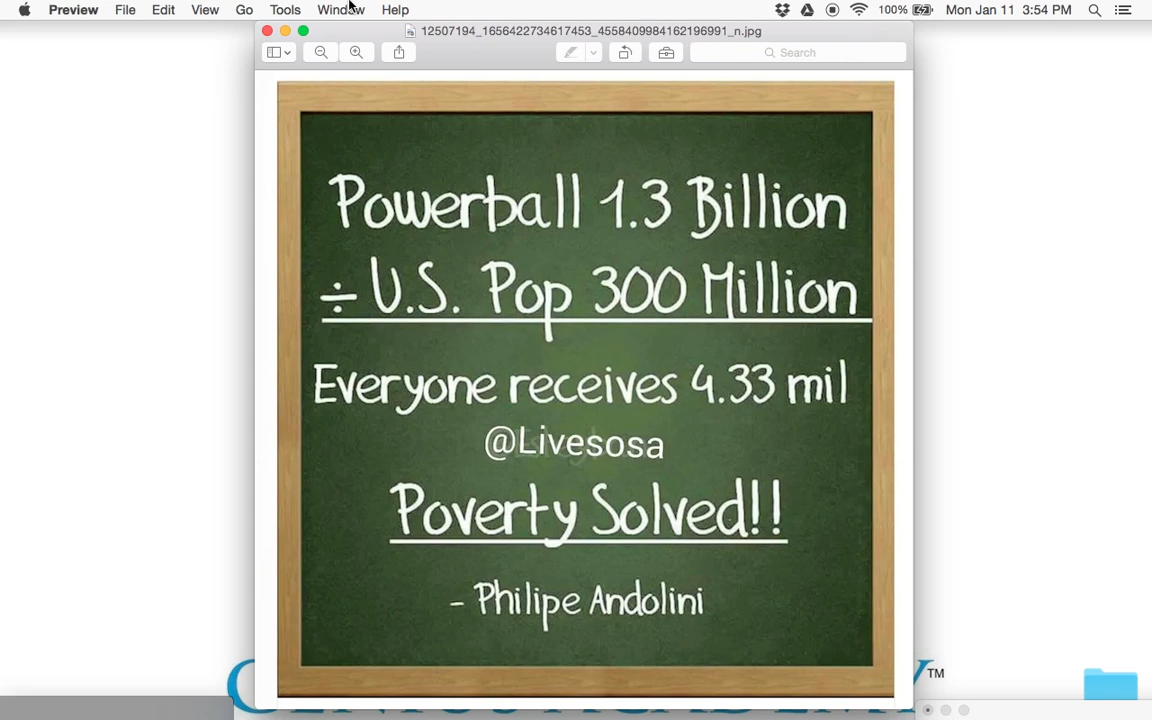 Preview File Edit View Go Tools Window Help 100% Mon Jan 11 3:54 PM
12507194_1656422734617453_4558409984162196991_n.jpg
Search
Powerball 1.3 Billion
÷ U.S. Pop 300 Million
Everyone receives 4.33 mil
@Livesosa
Poverty Solved!!
- Philipe Andolini
TM